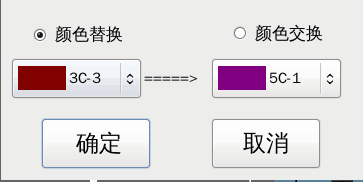 颜色替换 颜色交换
3C-3 =====> 5C-1
确定 取消